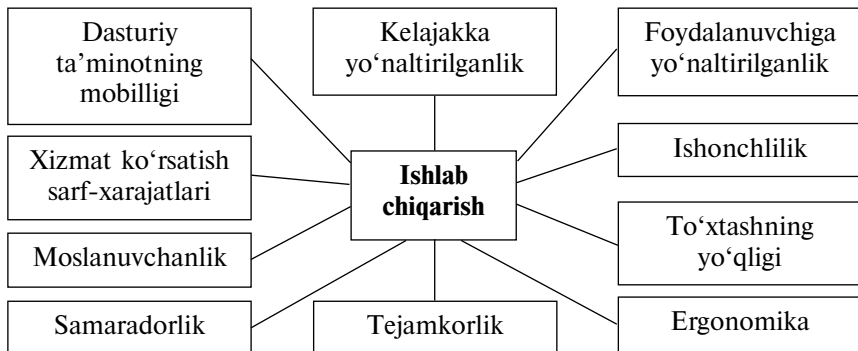 Dasturiy
ta’minotning
mobilligi
Kelajakka
yo‘naltirilganlik
Foydalanuvchiga
yo‘naltirilganlik
Xizmat ko‘rsatish
sarf-xarajatlari
Ishlab
chiqarish
Ishonchlilik
Moslanuvchanlik
To‘xtashning
yo‘qligi
Samaradorlik
Tejamkorlik
Ergonomika